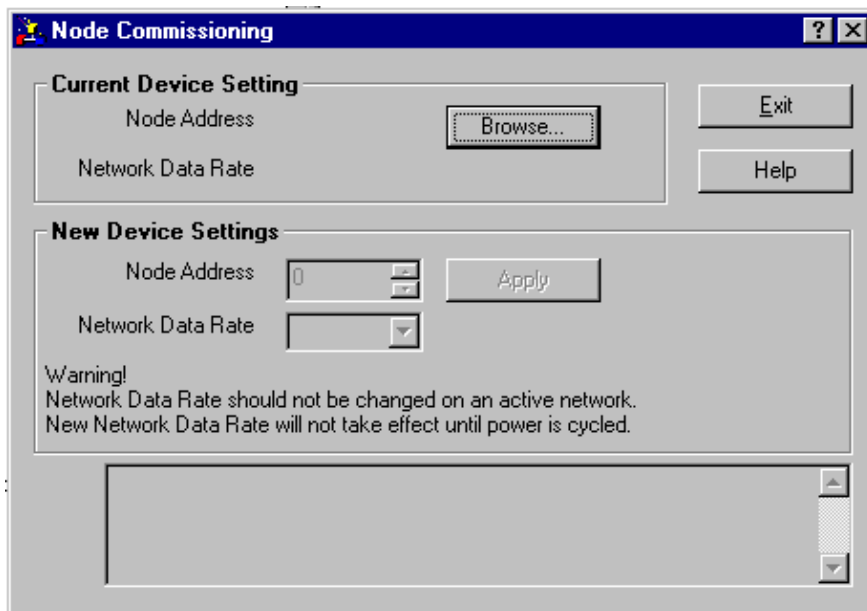 Node Commissioning
Current Device Setting
Node Address
Browse...
Exit
Network Data Rate
Help
New Device Settings
Node Address
0
Apply
Network Data Rate
Warning!
Network Data Rate should not be changed on an active network.
New Network Data Rate will not take effect until power is cycled.